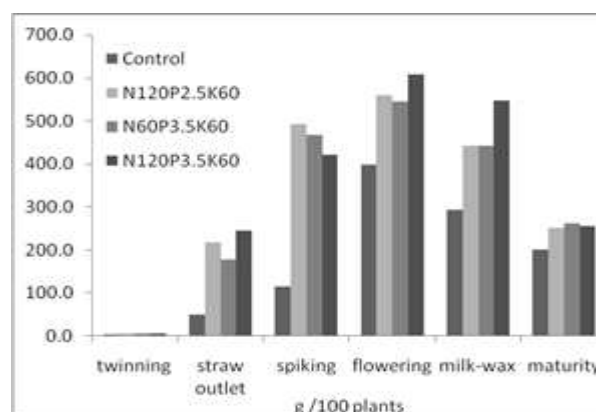 700.0
600.0
500.0
400.0
300.0
200.0
100.0
0.0
Control
N120P2.5K60
N60P3.5K60
N120P3.5K60
twinning
straw
outlet
spiking
flowering
milk-wax
maturity
g /100 plants